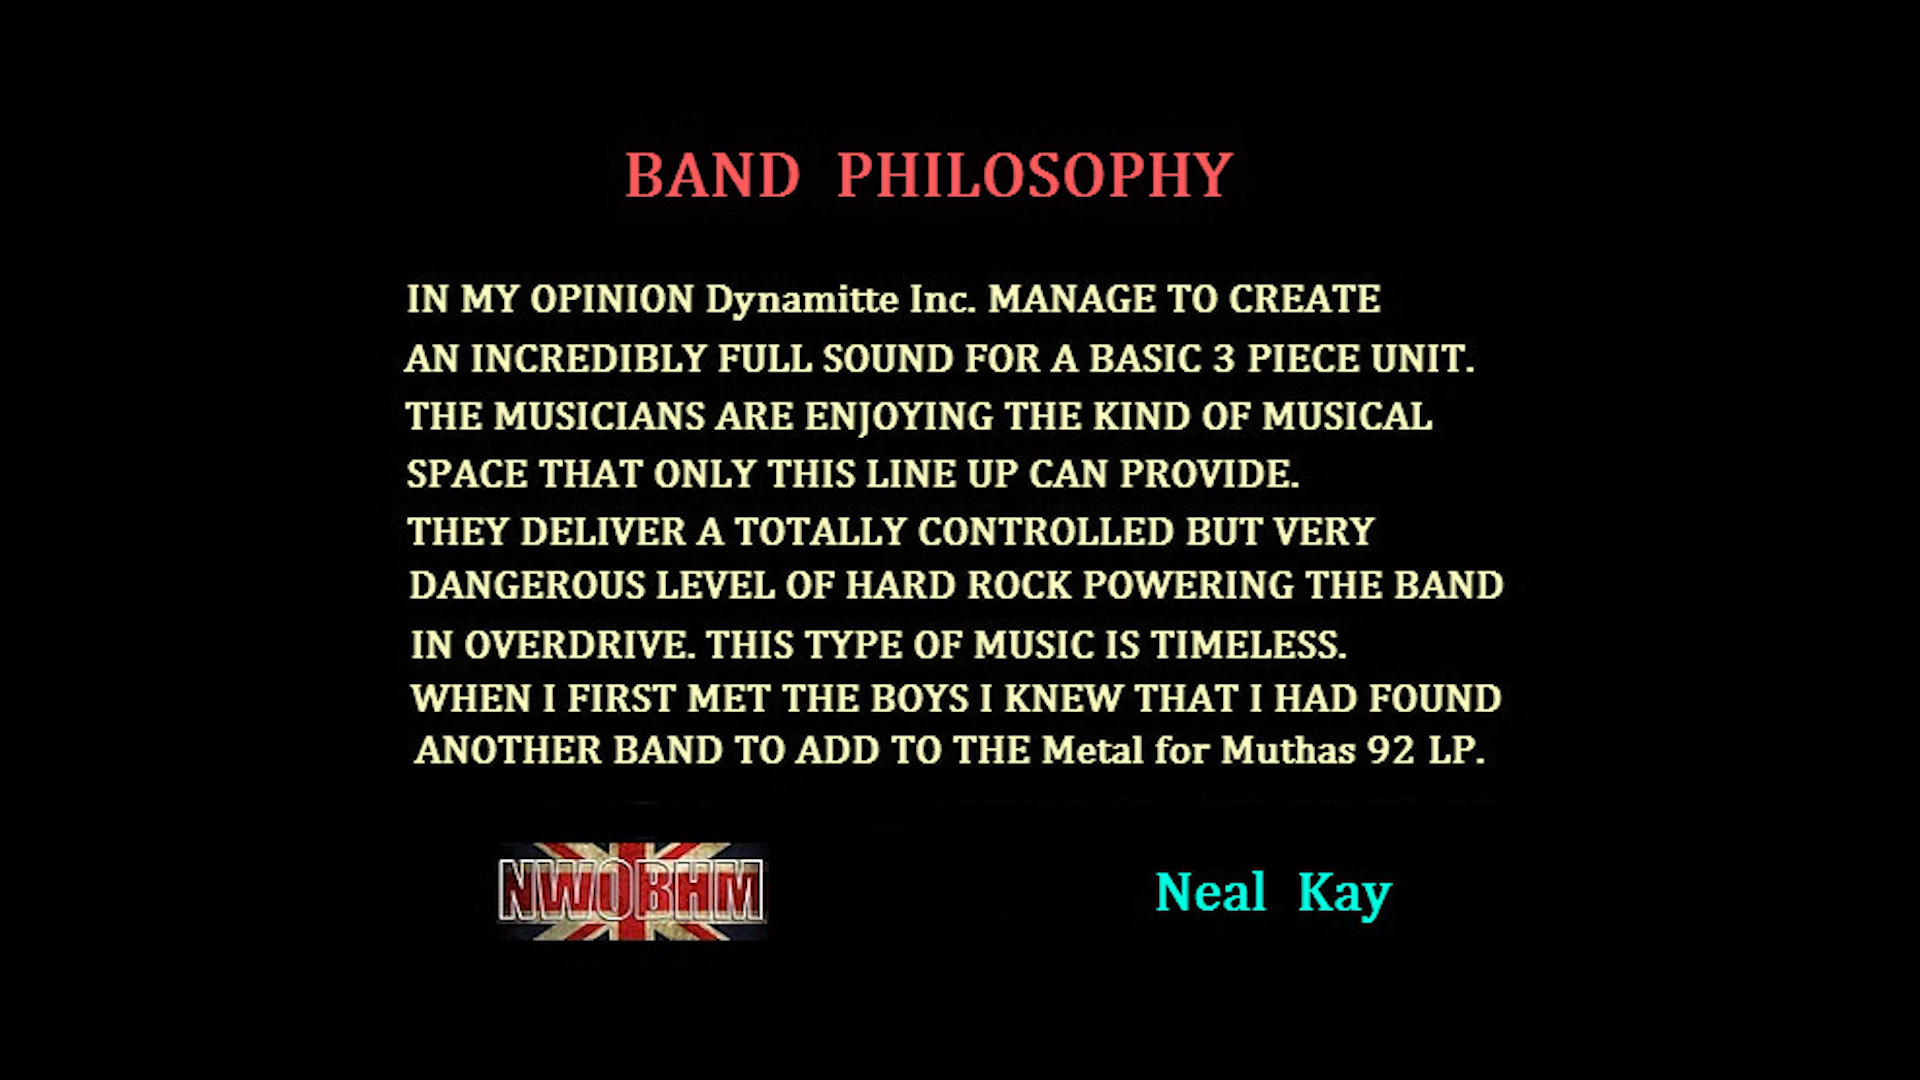 BAND PHILOSOPHY
IN MY OPINION Dynamitte Inc. MANAGE TO CREATE
AN INCREDIBLY FULL SOUND FOR A BASIC 3 PIECE UNIT.
THE MUSICIANS ARE ENJOYING THE KIND OF MUSICAL
SPACE THAT ONLY THIS LINE UP CAN PROVIDE.
THEY DELIVER A TOTALLY CONTROLLED BUT VERY
DANGEROUS LEVEL OF HARD ROCK POWERING THE BAND
IN OVERDRIVE. THIS TYPE OF MUSIC IS TIMELESS.
WHEN I FIRST MET THE BOYS I KNEW THAT I HAD FOUND
ANOTHER BAND TO ADD TO THE Metal for Muthas 92 LP.
NWOBHM
Neal Kay